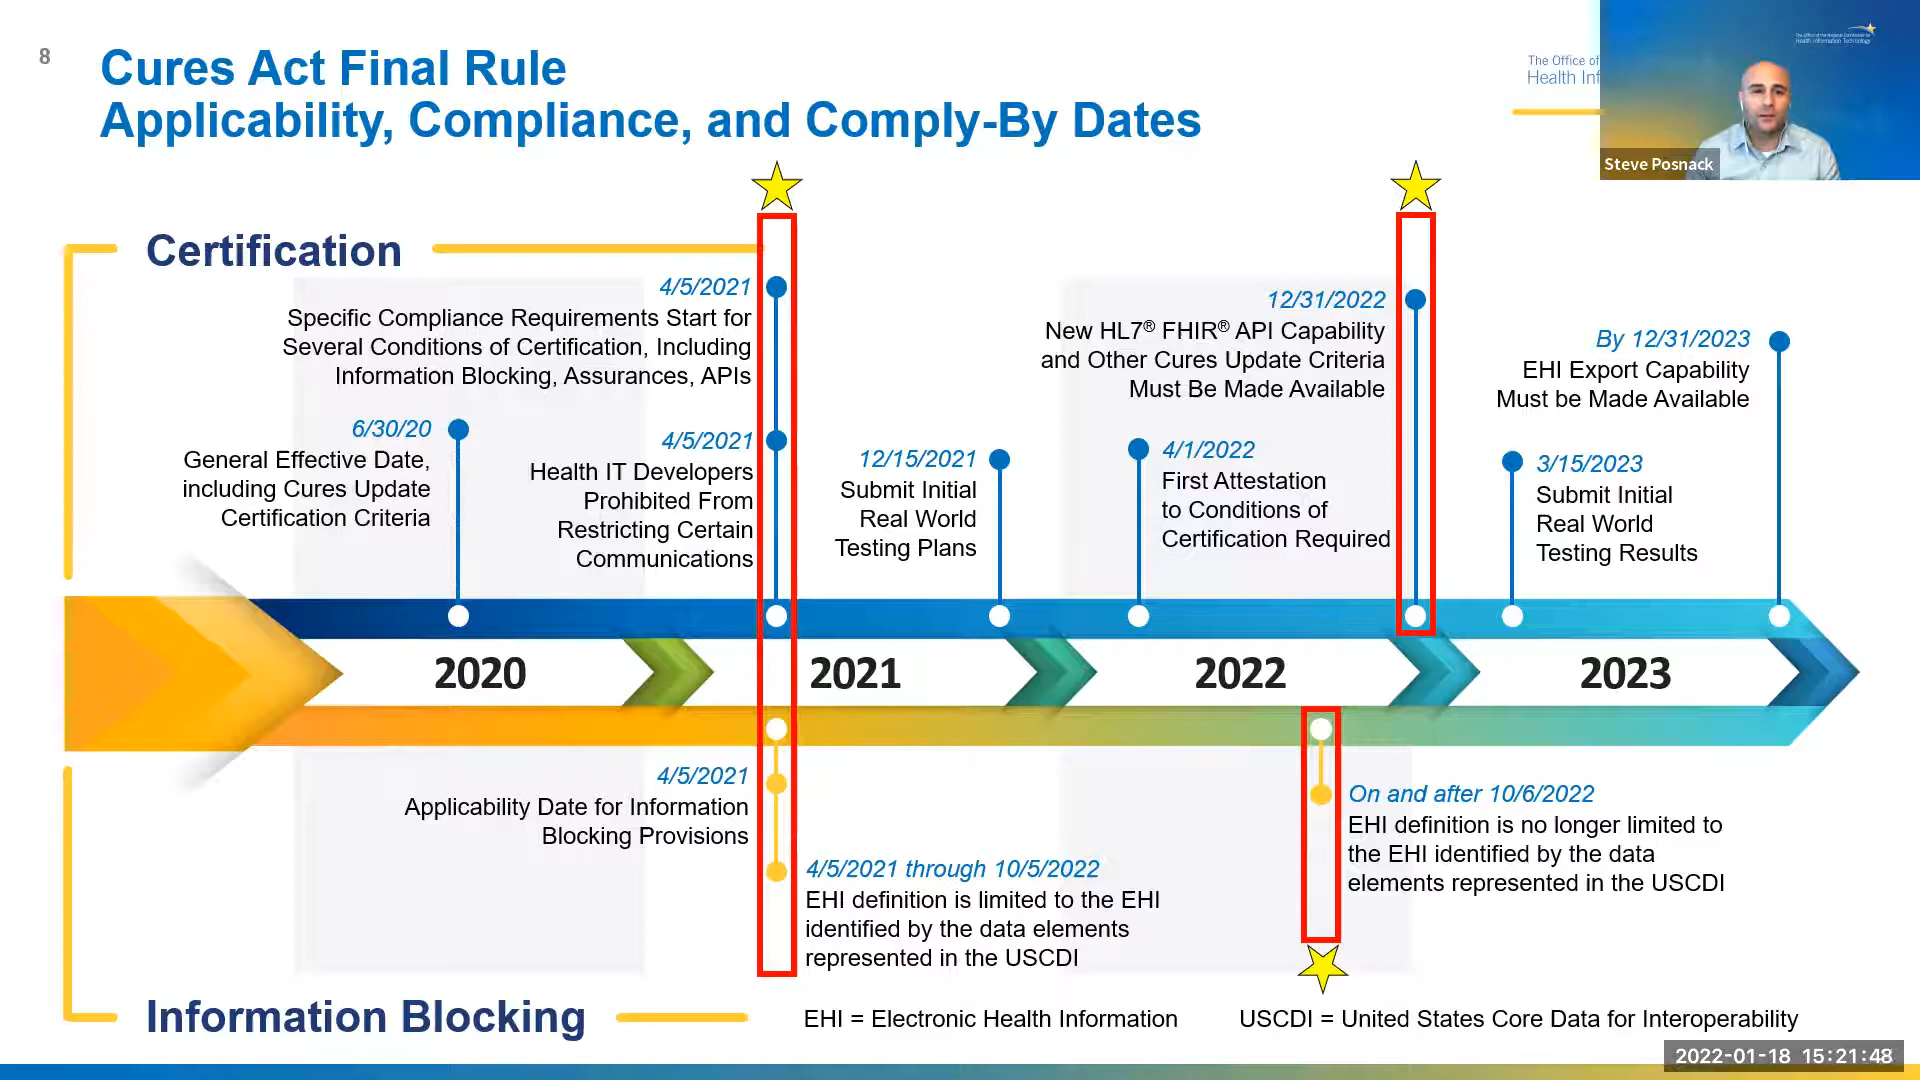 8
Cures Act Final Rule
Applicability, Compliance, and Comply-By Dates
The Office of
Health Inf
The Office of the National Coordinator for
Health Information Technology
Steve Posnack
Certification
4/5/2021
Specific Compliance Requirements Start for
Several Conditions of Certification, Including
Information Blocking, Assurances, APIs
6/30/20
General Effective Date,
including Cures Update
Certification Criteria
4/5/2021
Health IT Developers
Prohibited From
Restricting Certain
Communications
12/15/2021
Submit Initial
Real World
Testing Plans
12/31/2022
New HL7® FHIR® API Capability
and Other Cures Update Criteria
Must Be Made Available
4/1/2022
First Attestation
to Conditions of
Certification Required
By 12/31/2023
EHI Export Capability
Must be Made Available
3/15/2023
Submit Initial
Real World
Testing Results
2020
2021
2022
2023
4/5/2021
Applicability Date for Information
Blocking Provisions
4/5/2021 through 10/5/2022
EHI definition is limited to the EHI
identified by the data elements
represented in the USCDI
On and after 10/6/2022
EHI definition is no longer limited to
the EHI identified by the data
elements represented in the USCDI
Information Blocking
EHI = Electronic Health Information
USCDI = United States Core Data for Interoperability
2022-01-18 15:21:48